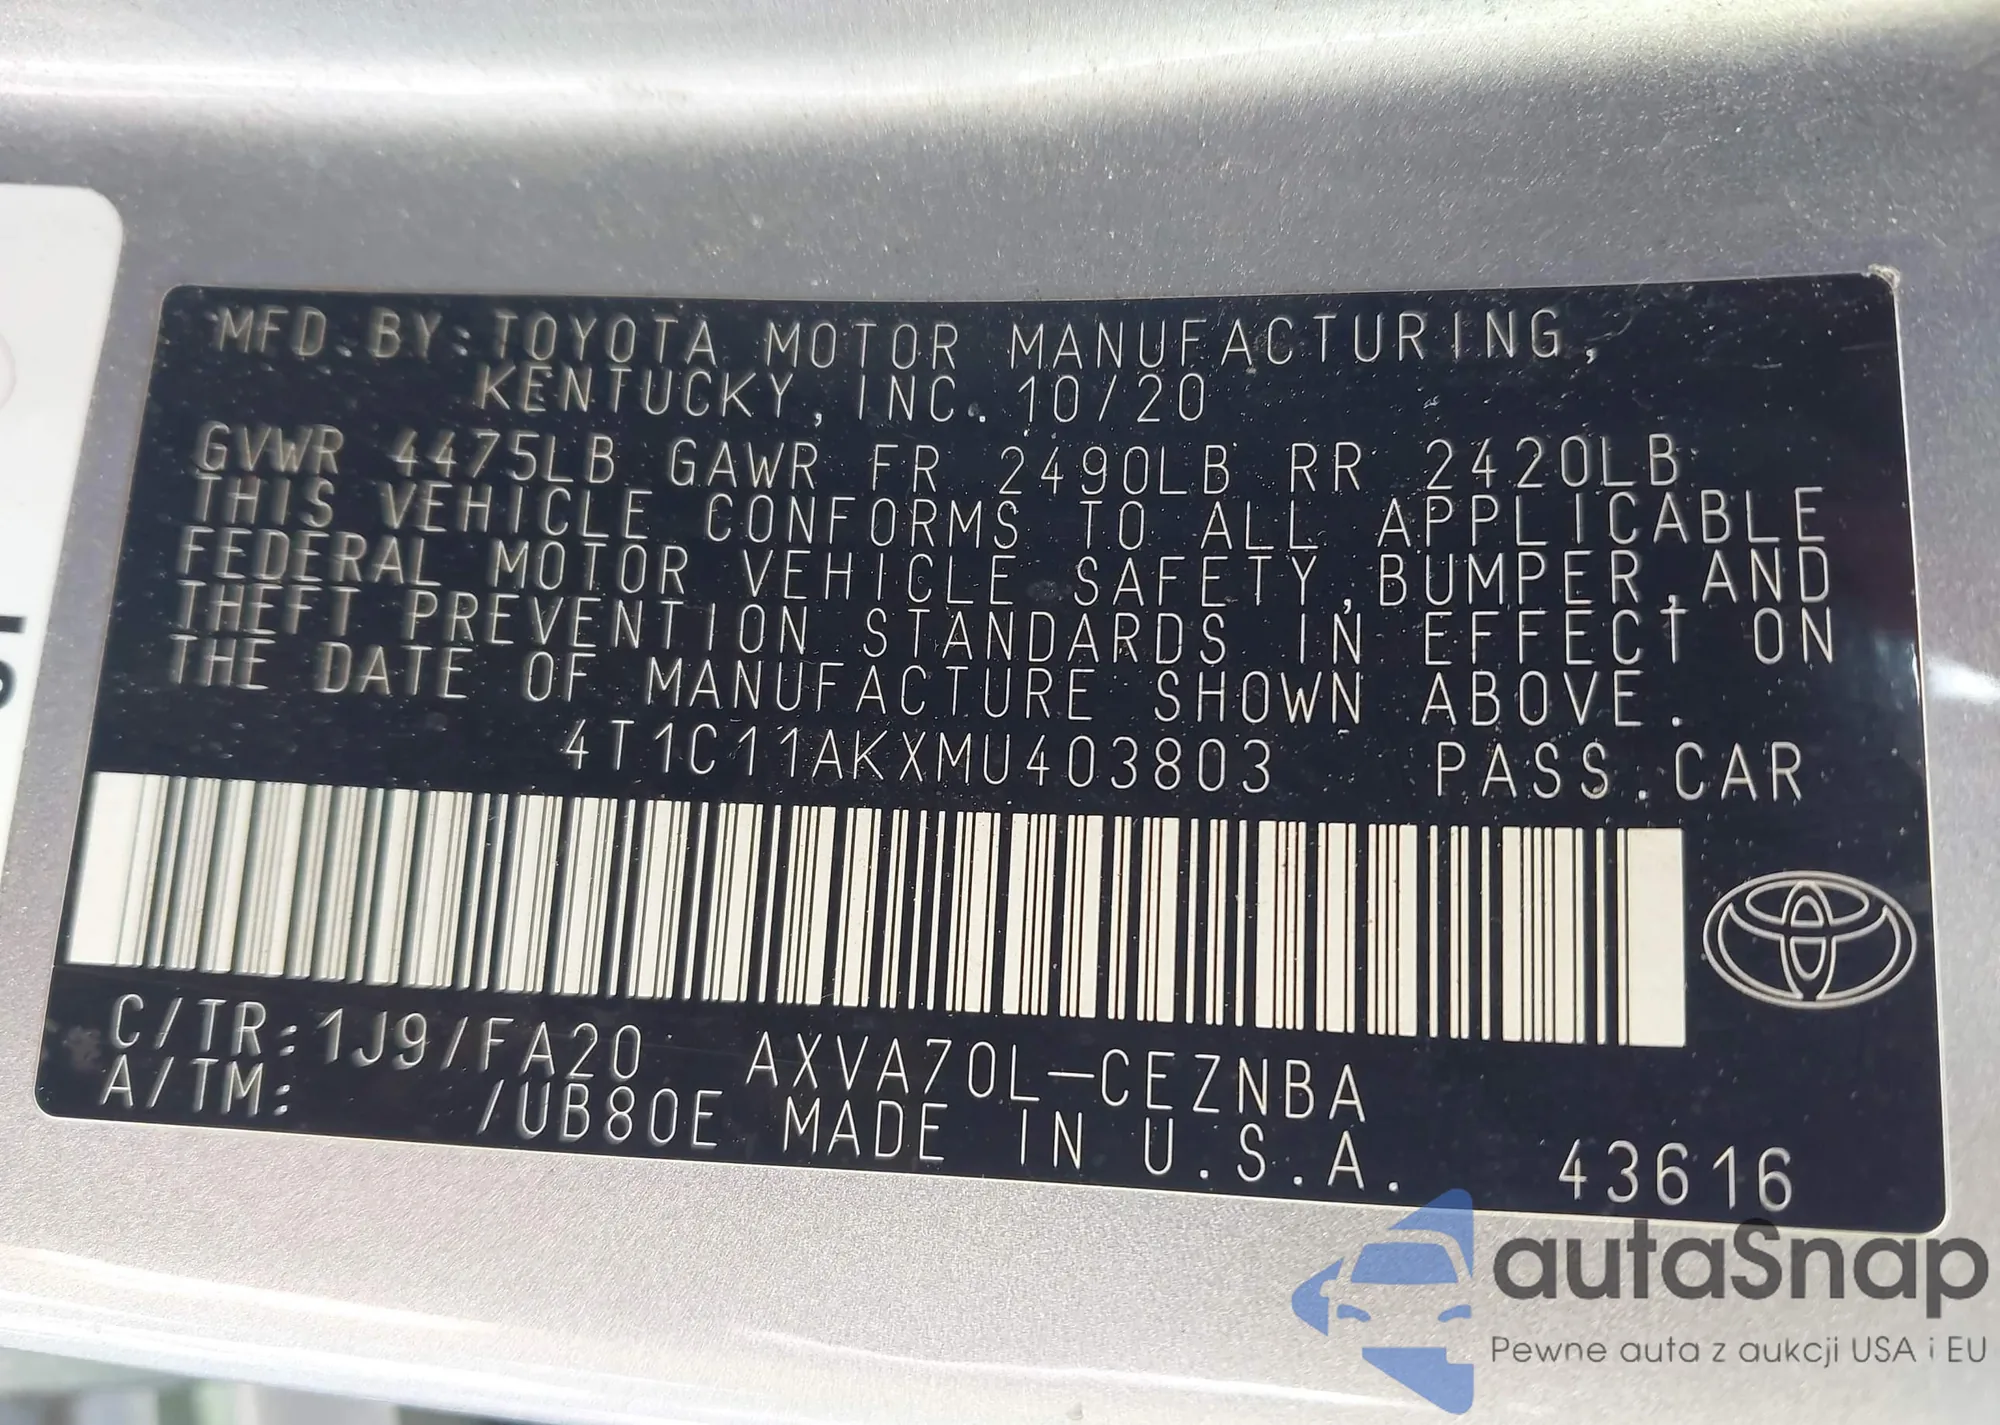 MFD. BY: TOYOTA MOTOR MANUFACTURING,
KENTUCKY, INC. 10/20
GVWR 4475LB GAWR FR 2490LB RR 2420LB
THIS VEHICLE CONFORMS TO ALL APPLICABLE
FEDERAL MOTOR VEHICLE SAFETY, BUMPER, AND
THEFT PREVENTION STANDARDS IN EFFECT ON
THE DATE OF MANUFACTURE SHOWN ABOVE.
4T1C11AKXMU403803 PASS. CAR
C/TR: 1J9/FA20 AXVA70L-CEZNBA
A/TM: /UB80E MADE IN U.S.A. 43616
autaSnap
Pewne auta z aukcji USA i EU